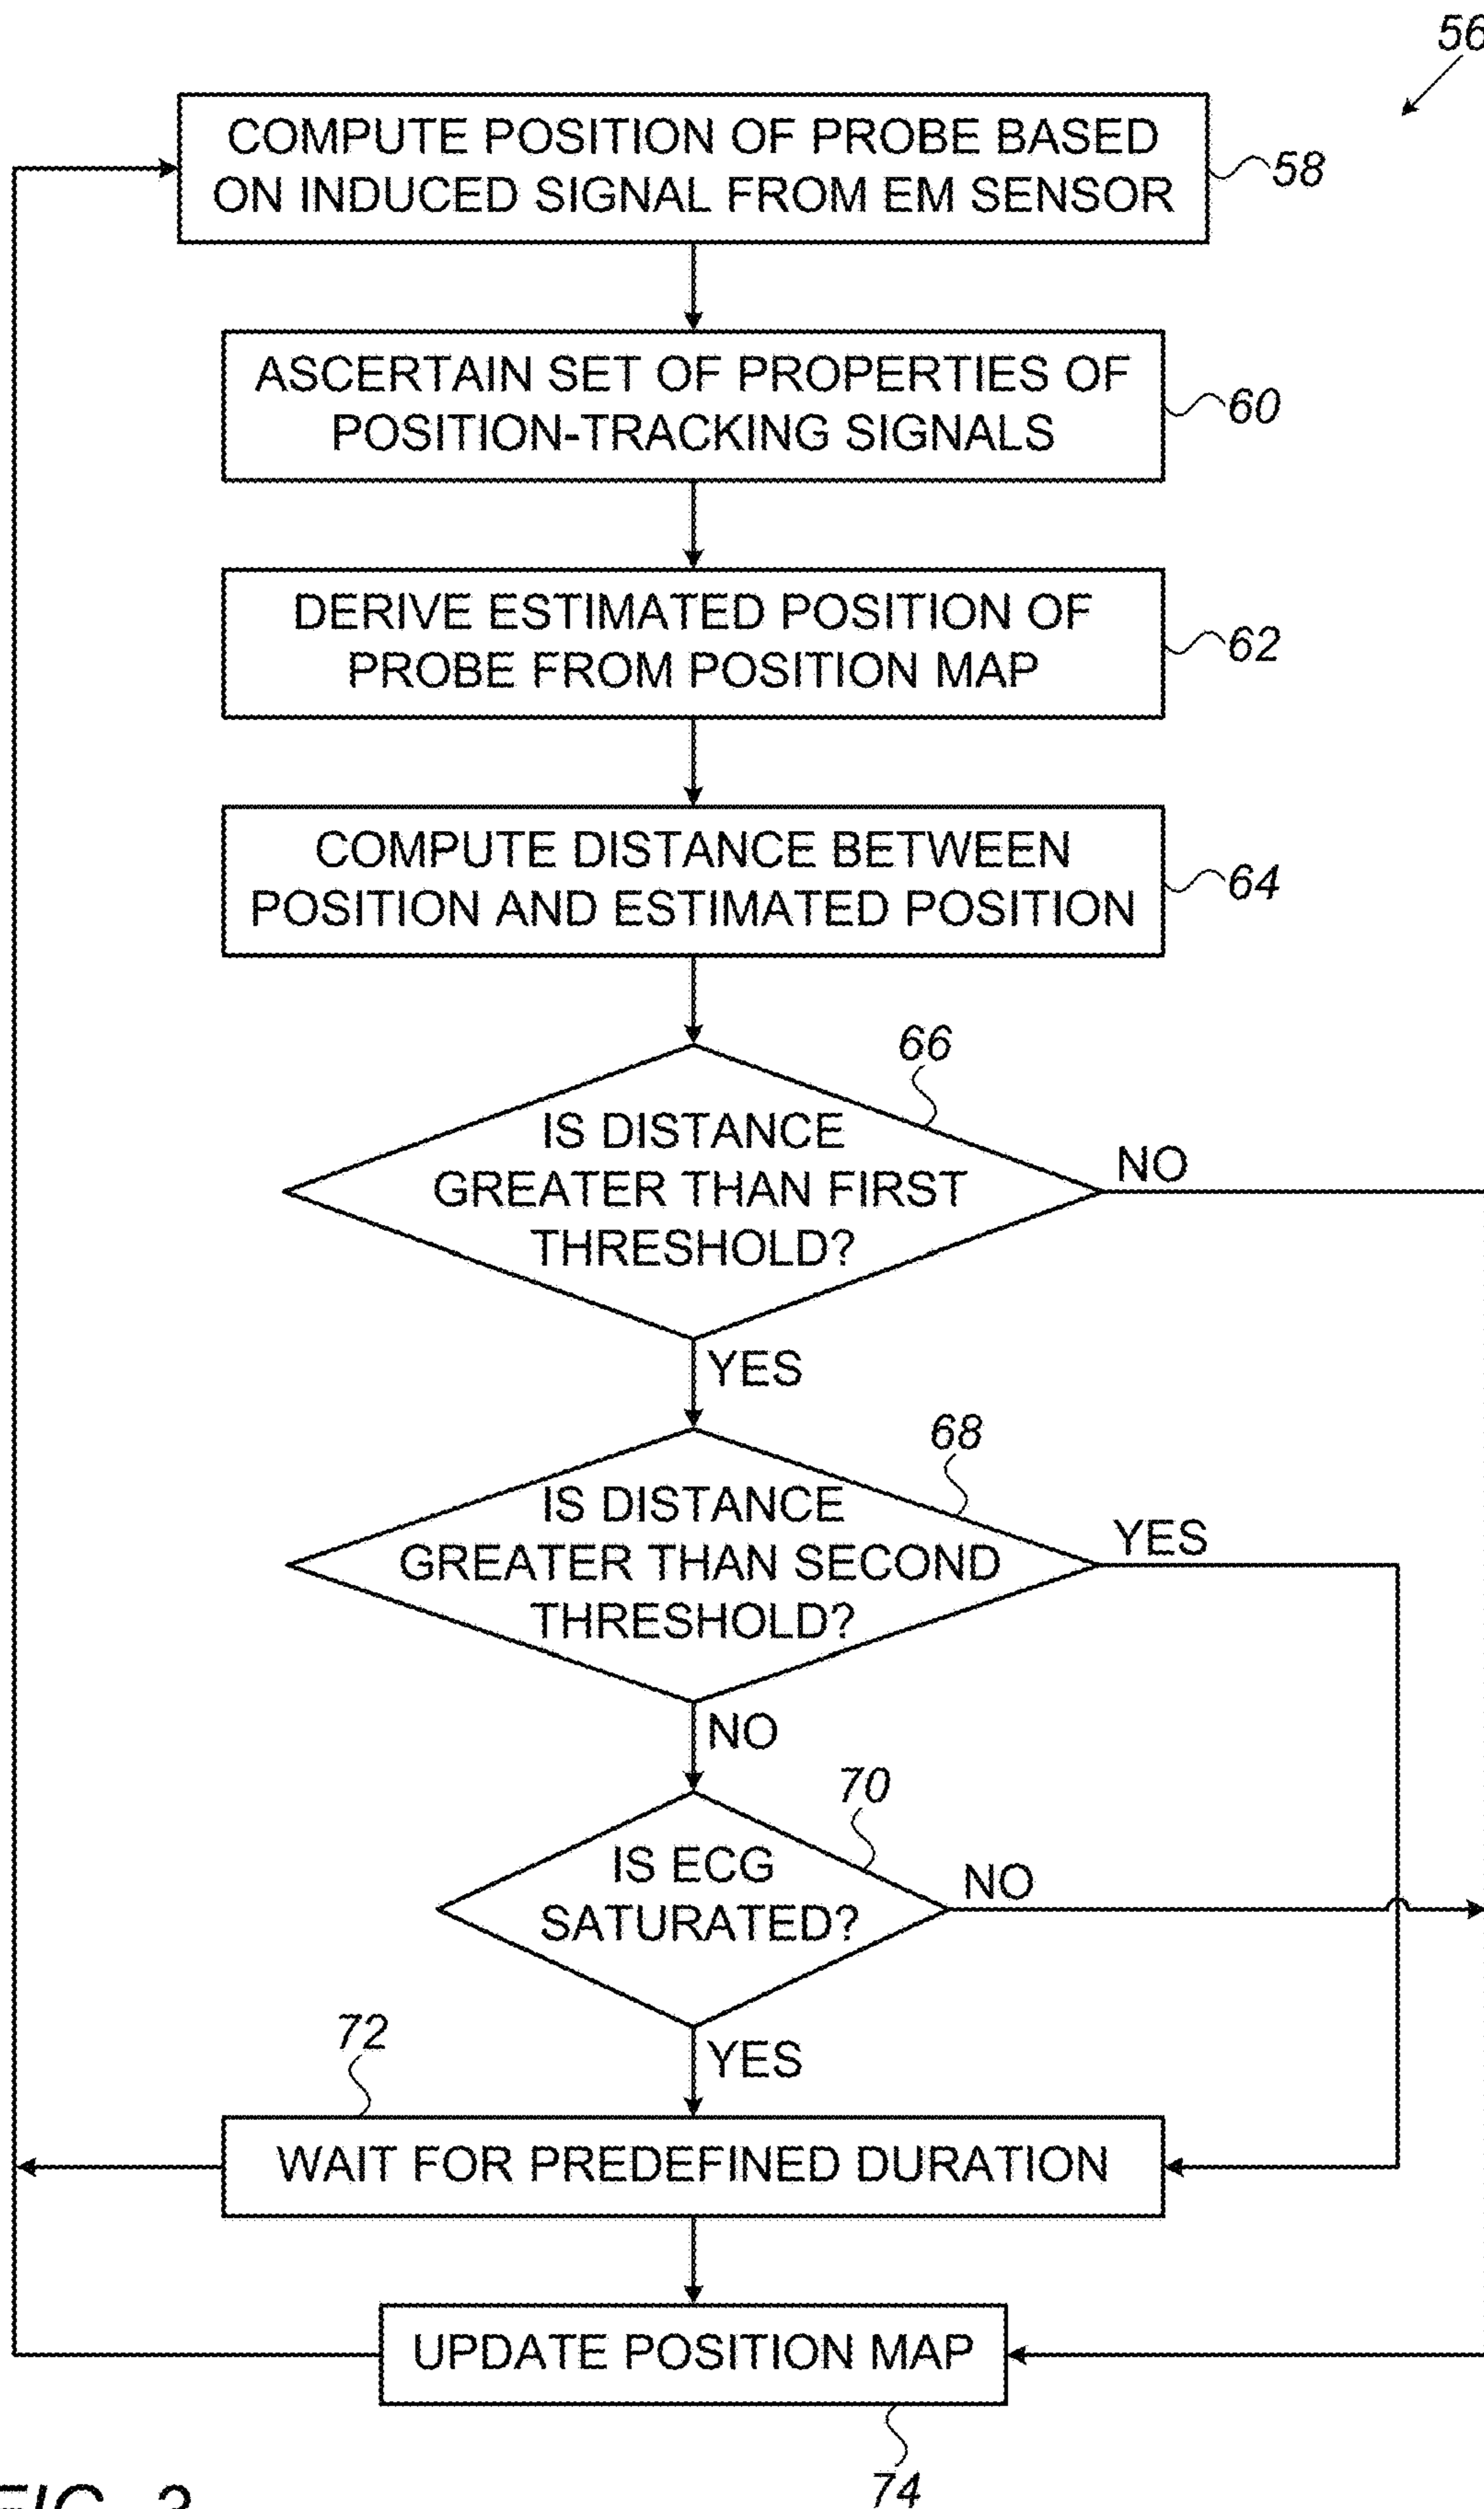 56
COMPUTE POSITION OF PROBE BASED
ON INDUCED SIGNAL FROM EM SENSOR
58
ASCERTAIN SET OF PROPERTIES OF
POSITION-TRACKING SIGNALS
60
DERIVE ESTIMATED POSITION OF
PROBE FROM POSITION MAP
62
COMPUTE DISTANCE BETWEEN
POSITION AND ESTIMATED POSITION
64
66
IS DISTANCE
GREATER THAN FIRST
THRESHOLD?
NO
YES
68
IS DISTANCE
GREATER THAN SECOND
THRESHOLD?
YES
NO
70
IS ECG
SATURATED?
NO
YES
72
WAIT FOR PREDEFINED DURATION
UPDATE POSITION MAP
74